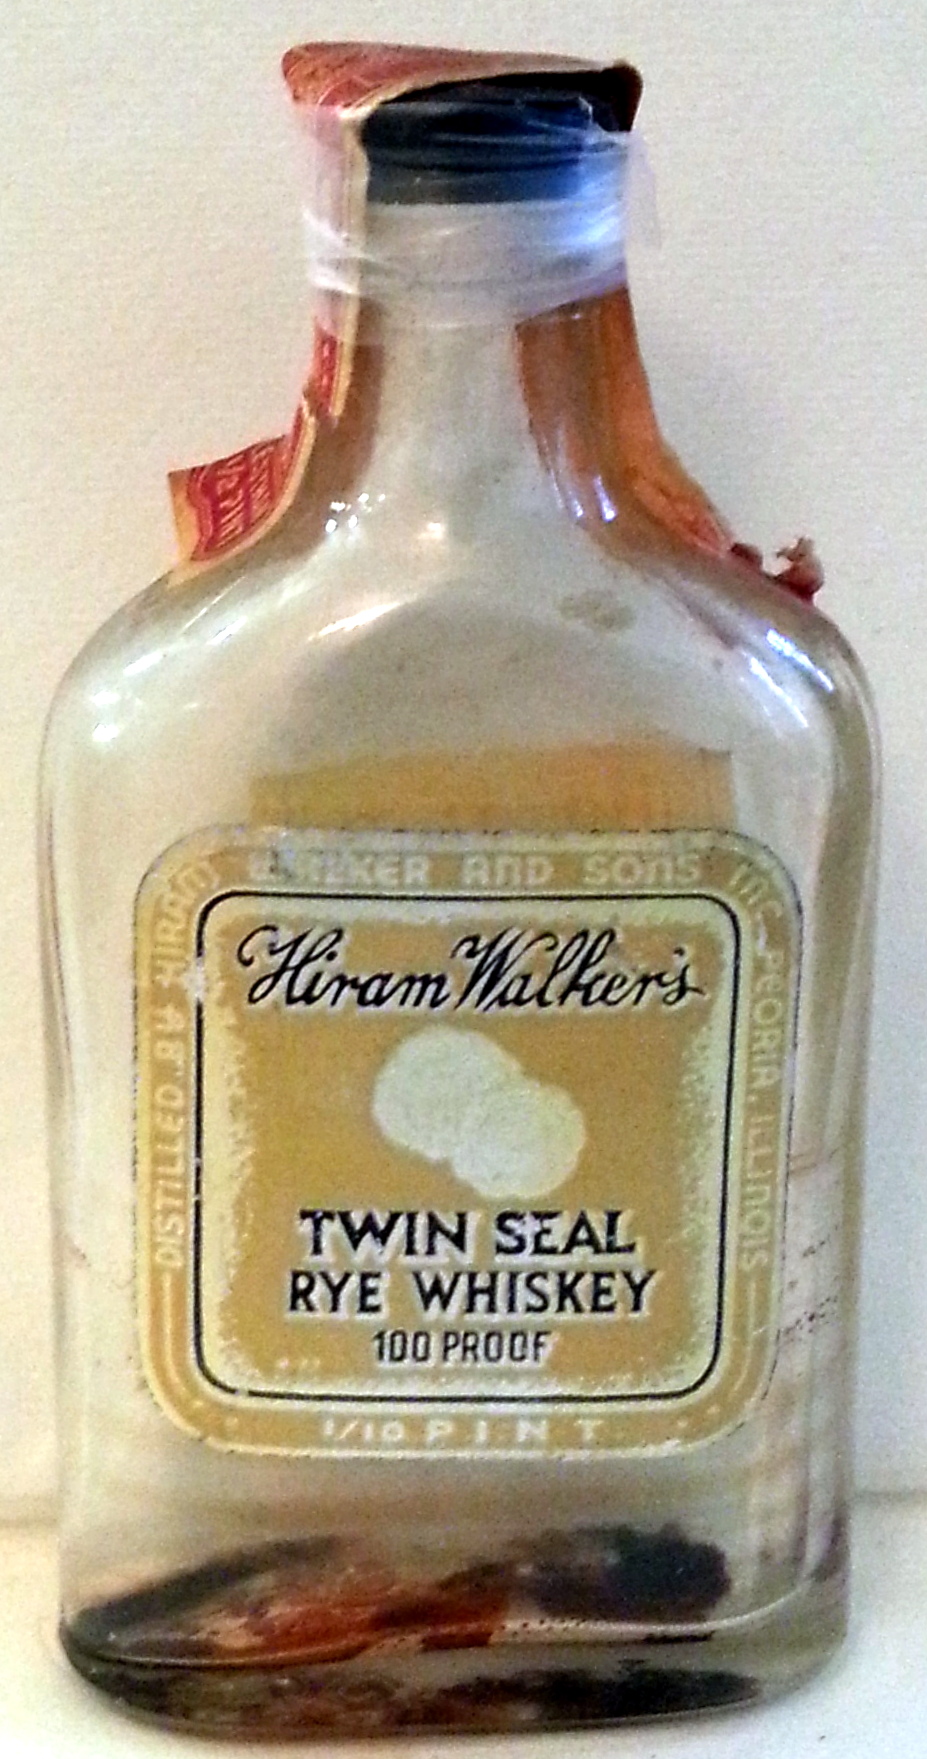 DISTILLED BY HIRAM
WALKER AND SONS
INC. PEORIA, ILLINOIS
Hiram Walker's
TWIN SEAL
RYE WHISKEY
100 PROOF
1/10 PINT